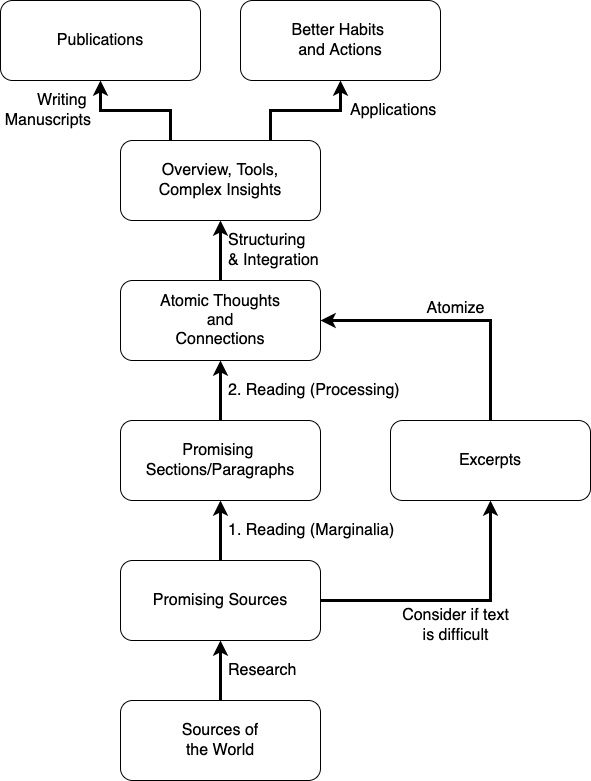 Publications
Better Habits
and Actions
Writing
Manuscripts
Applications
Overview, Tools,
Complex Insights
Structuring
& Integration
Atomic Thoughts
and
Connections
Atomize
2. Reading (Processing)
Promising
Sections/Paragraphs
Excerpts
1. Reading (Marginalia)
Promising Sources
Consider if text
is difficult
Research
Sources of
the World